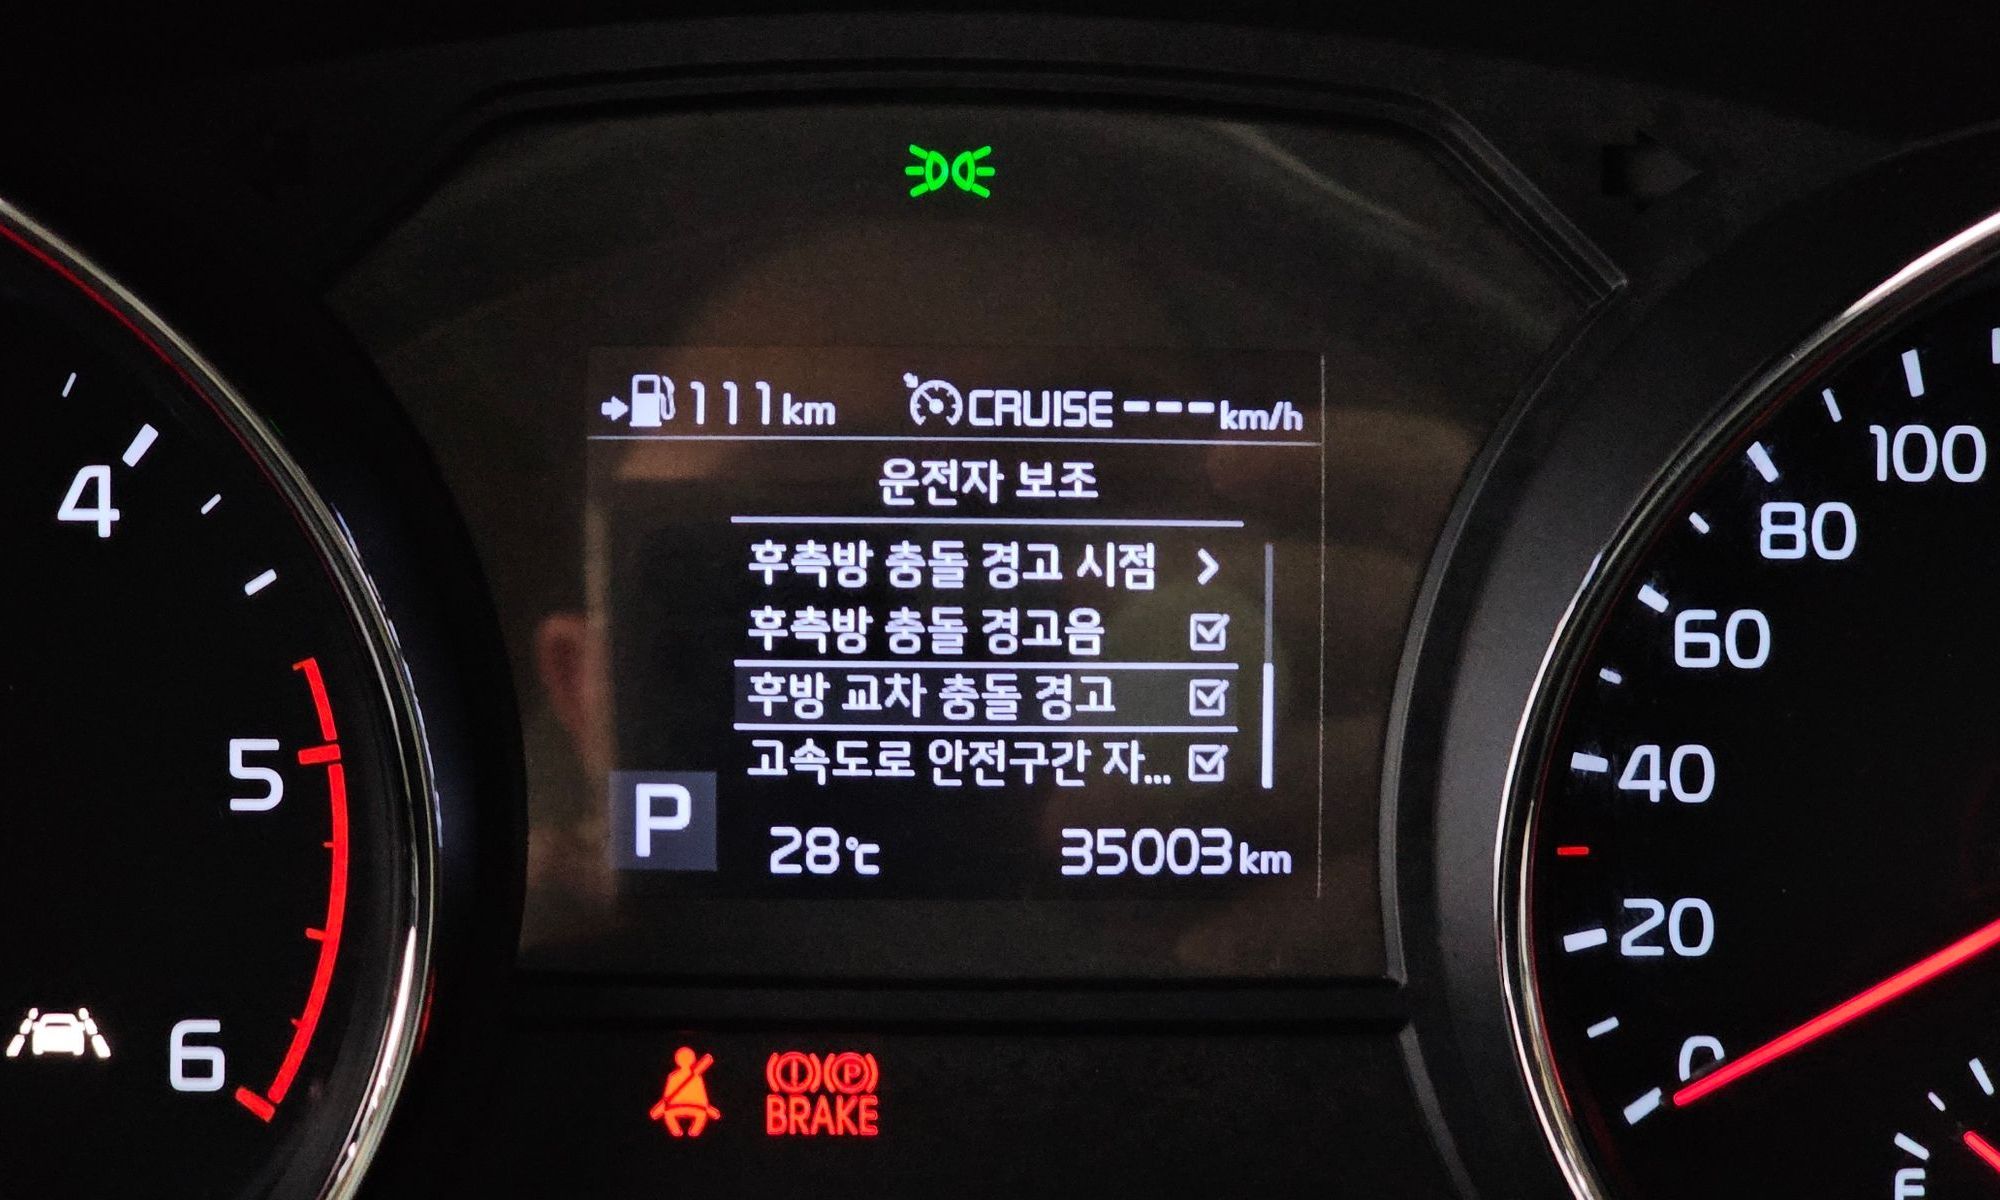 111km CRUISE ---km/h
운전자 보조
후측방 충돌 경고 시점 >
후측방 충돌 경고음
후방 교차 충돌 경고
고속도로 안전구간 자...
P
28℃ 35003km
4
5
6
100
80
60
40
20
0
(!) (P)
BRAKE